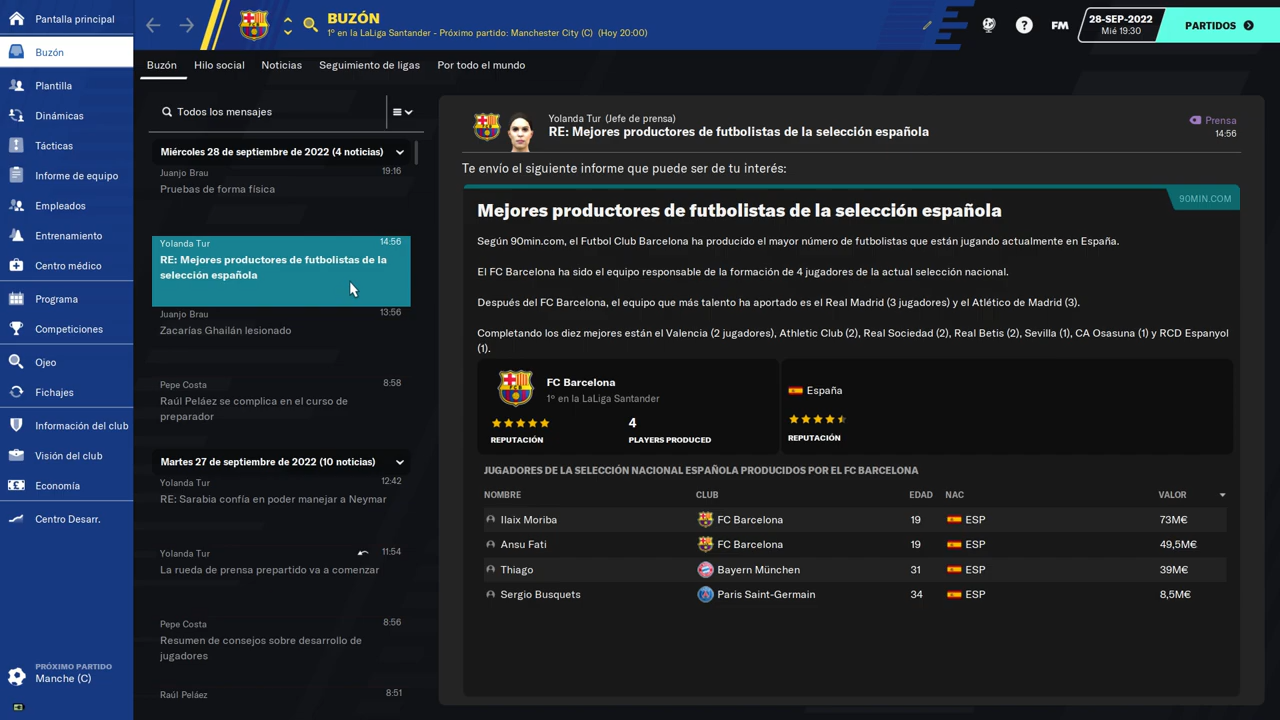 Pantalla principal
Buzón
Plantilla
Dinámicas
Tácticas
Informe de equipo
Empleados
Entrenamiento
Centro médico
Programa
Competiciones
Ojeo
Fichajes
Información del club
Visión del club
Economía
Centro Desarr.
PRÓXIMO PARTIDO
Manche (C)
BUZÓN
1º en la LaLiga Santander - Próximo partido: Manchester City (C) (Hoy 20:00)
?
FM
28-SEP-2022
Mié 19:30
PARTIDOS
Buzón Hilo social Noticias Seguimiento de ligas Por todo el mundo
Todos los mensajes
Miércoles 28 de septiembre de 2022 (4 noticias)
Juanjo Brau 19:16
Pruebas de forma física
Yolanda Tur 14:56
RE: Mejores productores de futbolistas de la
selección española
Juanjo Brau 13:56
Zacarías Ghailán lesionado
Pepe Costa 8:58
Raúl Peláez se complica en el curso de
preparador
Martes 27 de septiembre de 2022 (10 noticias)
Yolanda Tur 12:42
RE: Sarabia confía en poder manejar a Neymar
Yolanda Tur 11:54
La rueda de prensa prepartido va a comenzar
Pepe Costa 8:56
Resumen de consejos sobre desarrollo de
jugadores
Raúl Peláez 8:51
Yolanda Tur (Jefe de prensa)
RE: Mejores productores de futbolistas de la selección española
Prensa
14:56
Te envío el siguiente informe que puede ser de tu interés:
90MIN.COM
Mejores productores de futbolistas de la selección española
Según 90min.com, el Futbol Club Barcelona ha producido el mayor número de futbolistas que están jugando actualmente en España.
El FC Barcelona ha sido el equipo responsable de la formación de 4 jugadores de la actual selección nacional.
Después del FC Barcelona, el equipo que más talento ha aportado es el Real Madrid (3 jugadores) y el Atlético de Madrid (3).
Completando los diez mejores están el Valencia (2 jugadores), Athletic Club (2), Real Sociedad (2), Real Betis (2), Sevilla (1), CA Osasuna (1) y RCD Espanyol
(1).
FC Barcelona
1º en la LaLiga Santander
4
REPUTACIÓN PLAYERS PRODUCED
España
REPUTACIÓN
JUGADORES DE LA SELECCIÓN NACIONAL ESPAÑOLA PRODUCIDOS POR EL FC BARCELONA
NOMBRE CLUB EDAD NAC VALOR
Ilaix Moriba FC Barcelona 19 ESP 73M€
Ansu Fati FC Barcelona 19 ESP 49,5M€
Thiago Bayern München 31 ESP 39M€
Sergio Busquets Paris Saint-Germain 34 ESP 8,5M€